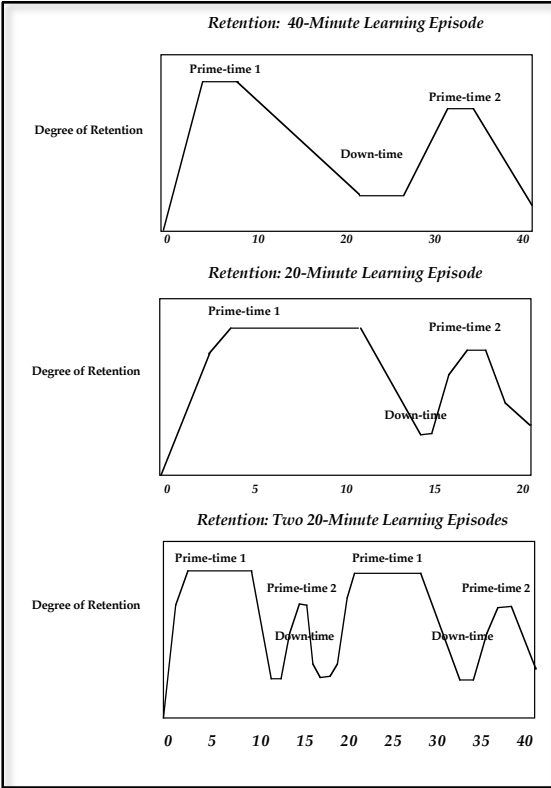 Retention: 40-Minute Learning Episode
Prime-time 1
Prime-time 2
Degree of Retention
Down-time
0 10 20 30 40
Retention: 20-Minute Learning Episode
Prime-time 1
Prime-time 2
Degree of Retention
Down-time
0 5 10 15 20
Retention: Two 20-Minute Learning Episodes
Prime-time 1 Prime-time 1
Prime-time 2 Prime-time 2
Degree of Retention
Down-time Down-time
0 5 10 15 20 25 30 35 40